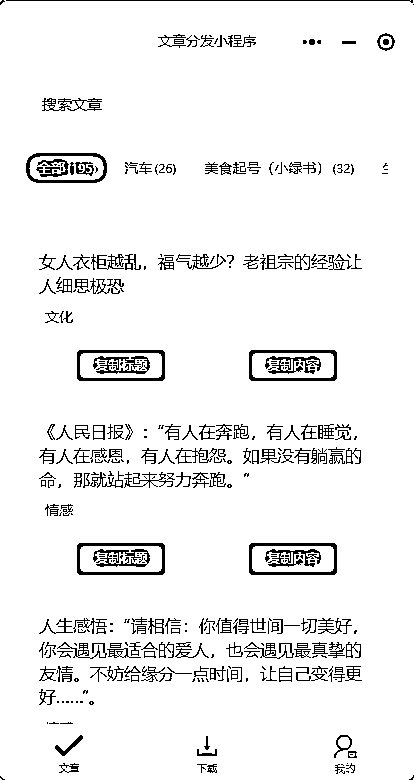 文章分发小程序
搜索文章
全部(195) 汽车(26) 美食起号（小绿书）(32)
女人衣柜越乱，福气越少？老祖宗的经验让
人细思极恐
文化
复制标题 复制内容
《人民日报》：“有人在奔跑，有人在睡觉，
有人在感恩，有人在抱怨。如果没有躺赢的
命，那就站起来努力奔跑。”
情感
复制标题 复制内容
人生感悟：“请相信：你值得世间一切美好，
你会遇见最适合的爱人，也会遇见最真挚的
友情。不妨给缘分一点时间，让自己变得更
好......”。
文章 下载 我的